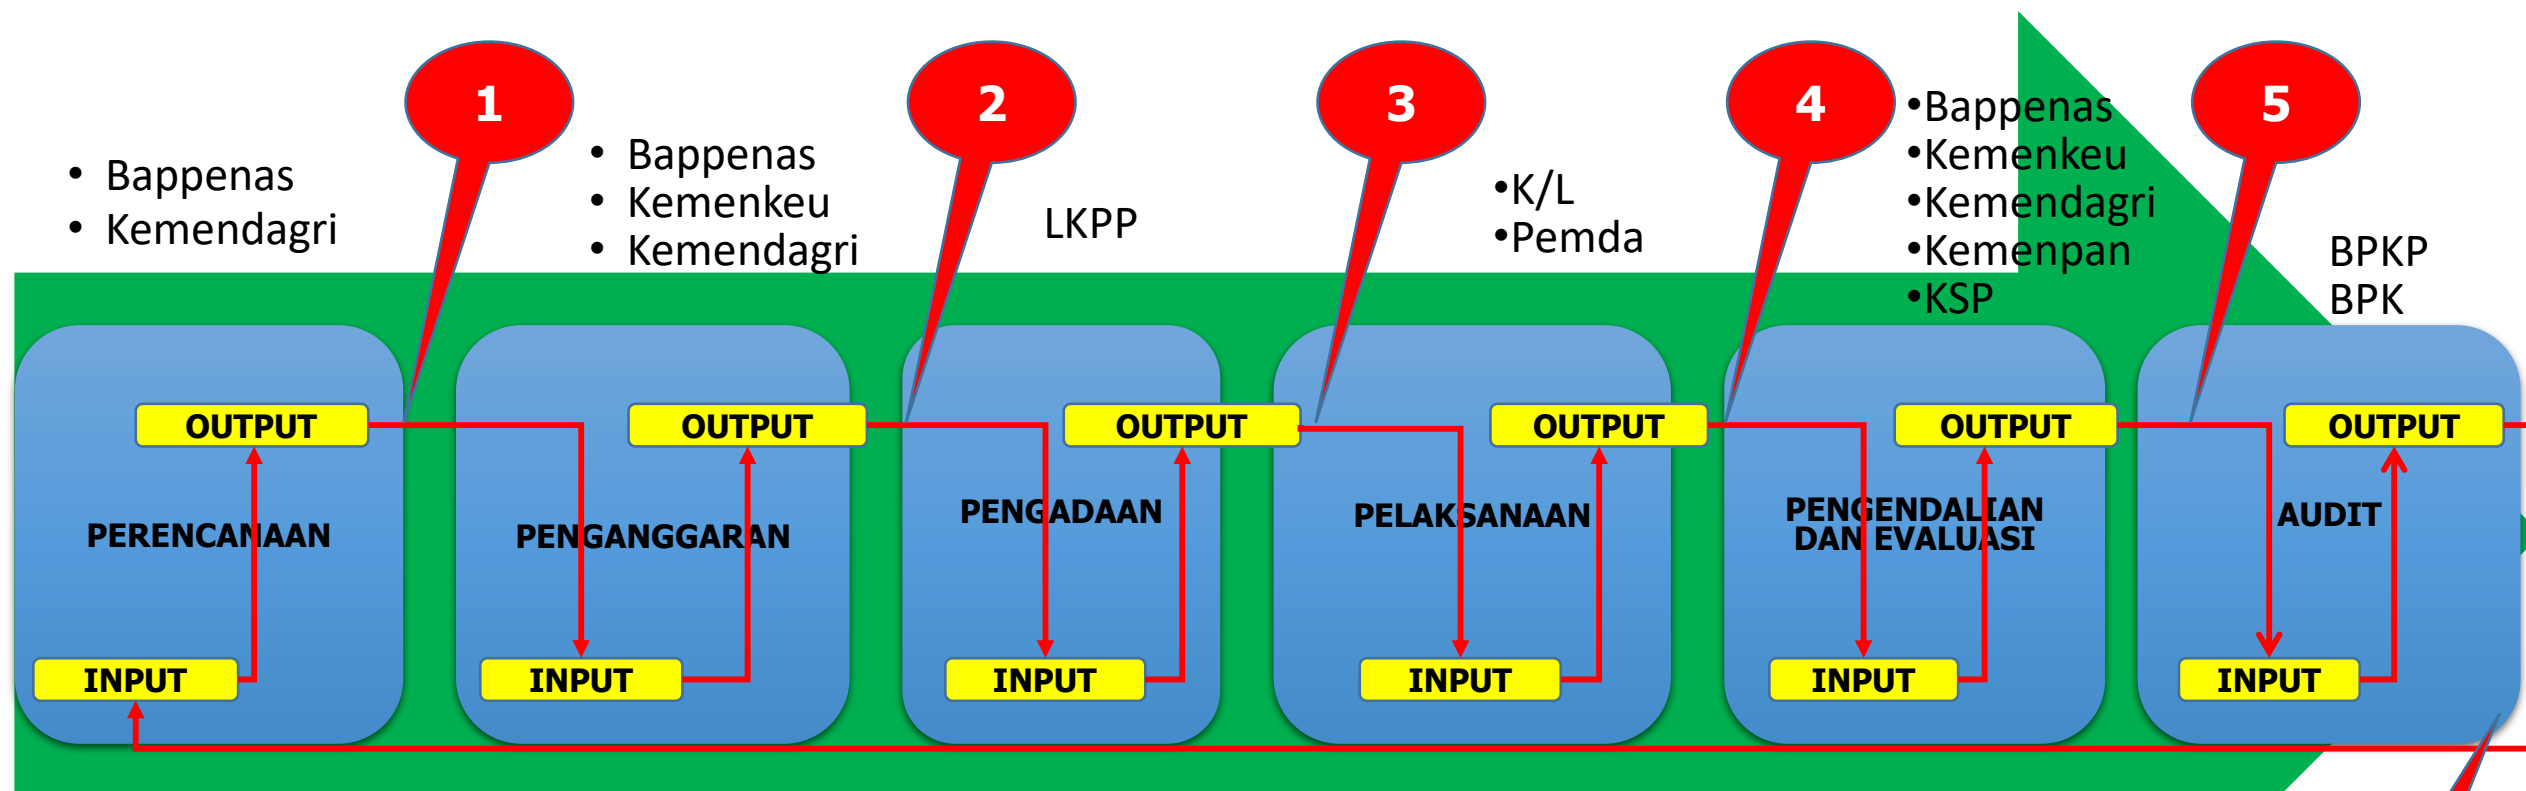 1
2
3
4
5
• Bappenas
• Kemendagri
• Bappenas
• Kemenkeu
• Kemendagri
LKPP
•K/L
•Pemda
•Bappenas
•Kemenkeu
•Kemendagri
•Kemenpan
•KSP
BPKP
BPK
OUTPUT
PERENCANAAN
INPUT
OUTPUT
PENGANGGARAN
INPUT
OUTPUT
PENGADAAN
INPUT
OUTPUT
PELAKSANAAN
INPUT
OUTPUT
PENGENDALIAN
DAN EVALUASI
INPUT
OUTPUT
AUDIT
INPUT